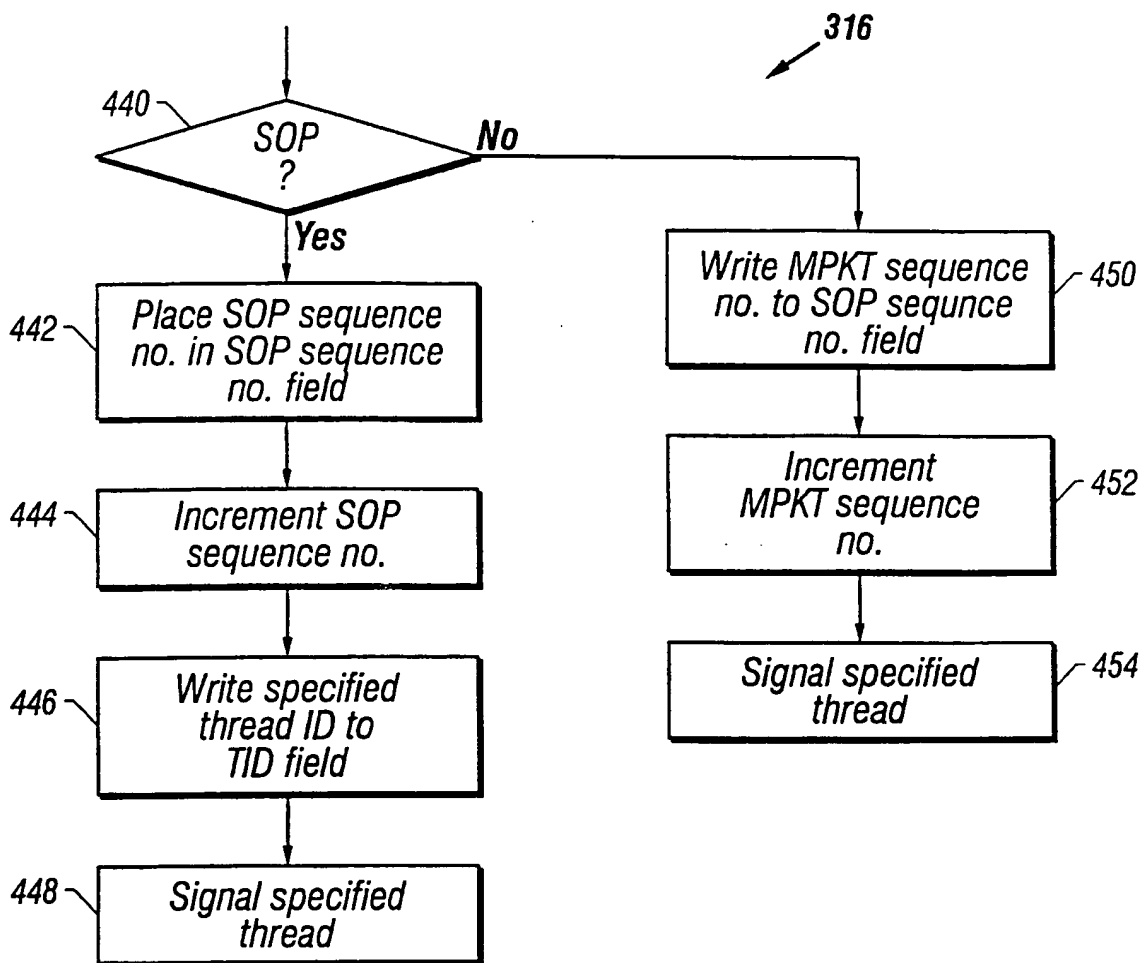 316
440
SOP
?
No
Yes
442
Place SOP sequence
no. in SOP sequence
no. field
444
Increment SOP
sequence no.
446
Write specified
thread ID to
TID field
448
Signal specified
thread
Write MPKT sequence
no. to SOP sequnce
no. field
450
Increment
MPKT sequence
no.
452
Signal specified
thread
454